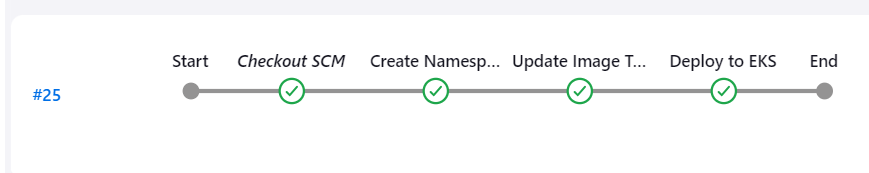 Start
Checkout SCM
Create Namesp...
Update Image T...
Deploy to EKS
End
#25